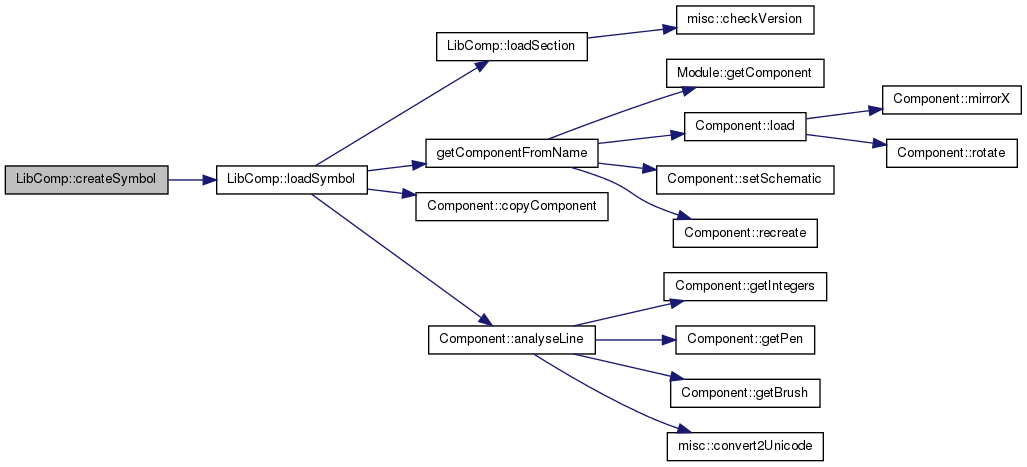 LibComp::createSymbol
LibComp::loadSymbol
LibComp::loadSection
misc::checkVersion
getComponentFromName
Module::getComponent
Component::load
Component::mirrorX
Component::rotate
Component::setSchematic
Component::recreate
Component::copyComponent
Component::analyseLine
Component::getIntegers
Component::getPen
Component::getBrush
misc::convert2Unicode